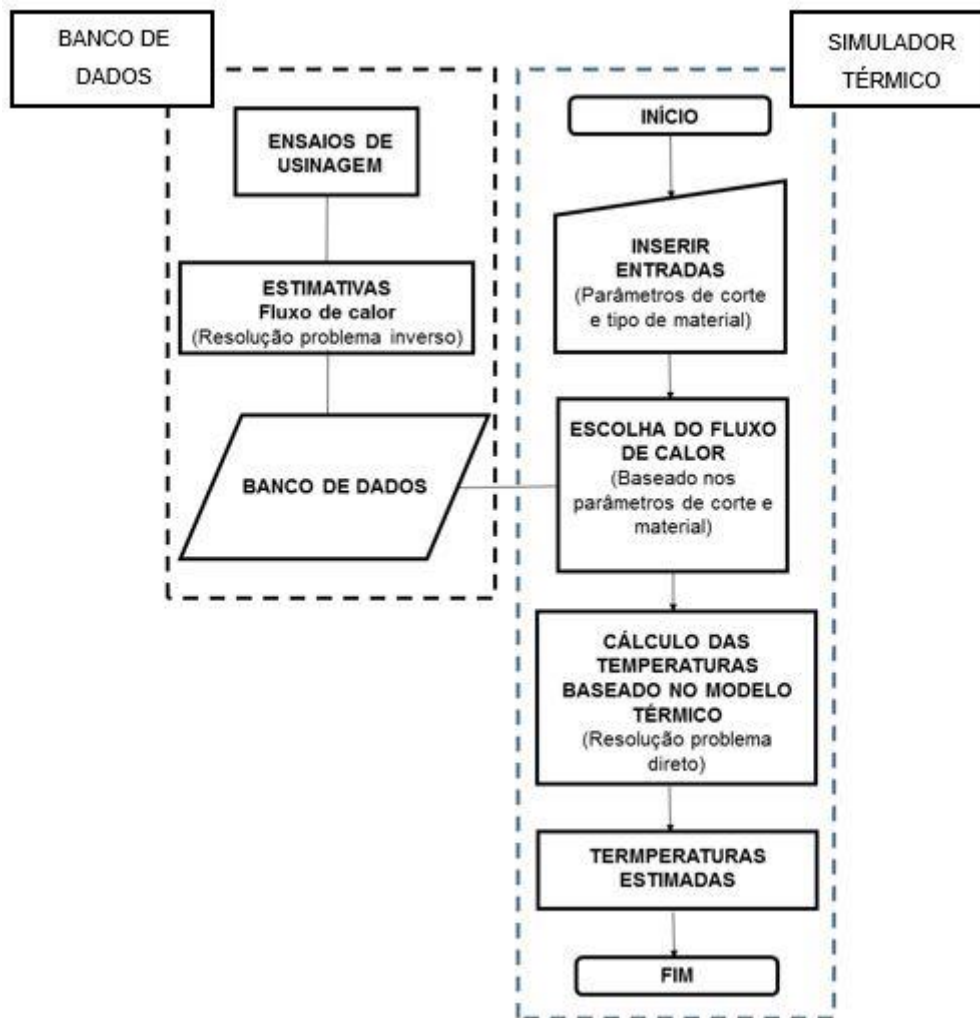 BANCO DE
DADOS
ENSAIOS DE
USINAGEM
ESTIMATIVAS
Fluxo de calor
(Resolução problema inverso)
BANCO DE DADOS
SIMULADOR
TÉRMICO
INÍCIO
INSERIR
ENTRADAS
(Parâmetros de corte
e tipo de material)
ESCOLHA DO FLUXO
DE CALOR
(Baseado nos
parâmetros de corte e
material)
CÁLCULO DAS
TEMPERATURAS
BASEADO NO MODELO
TÉRMICO
(Resolução problema
direto)
TERMPERATURAS
ESTIMADAS
FIM